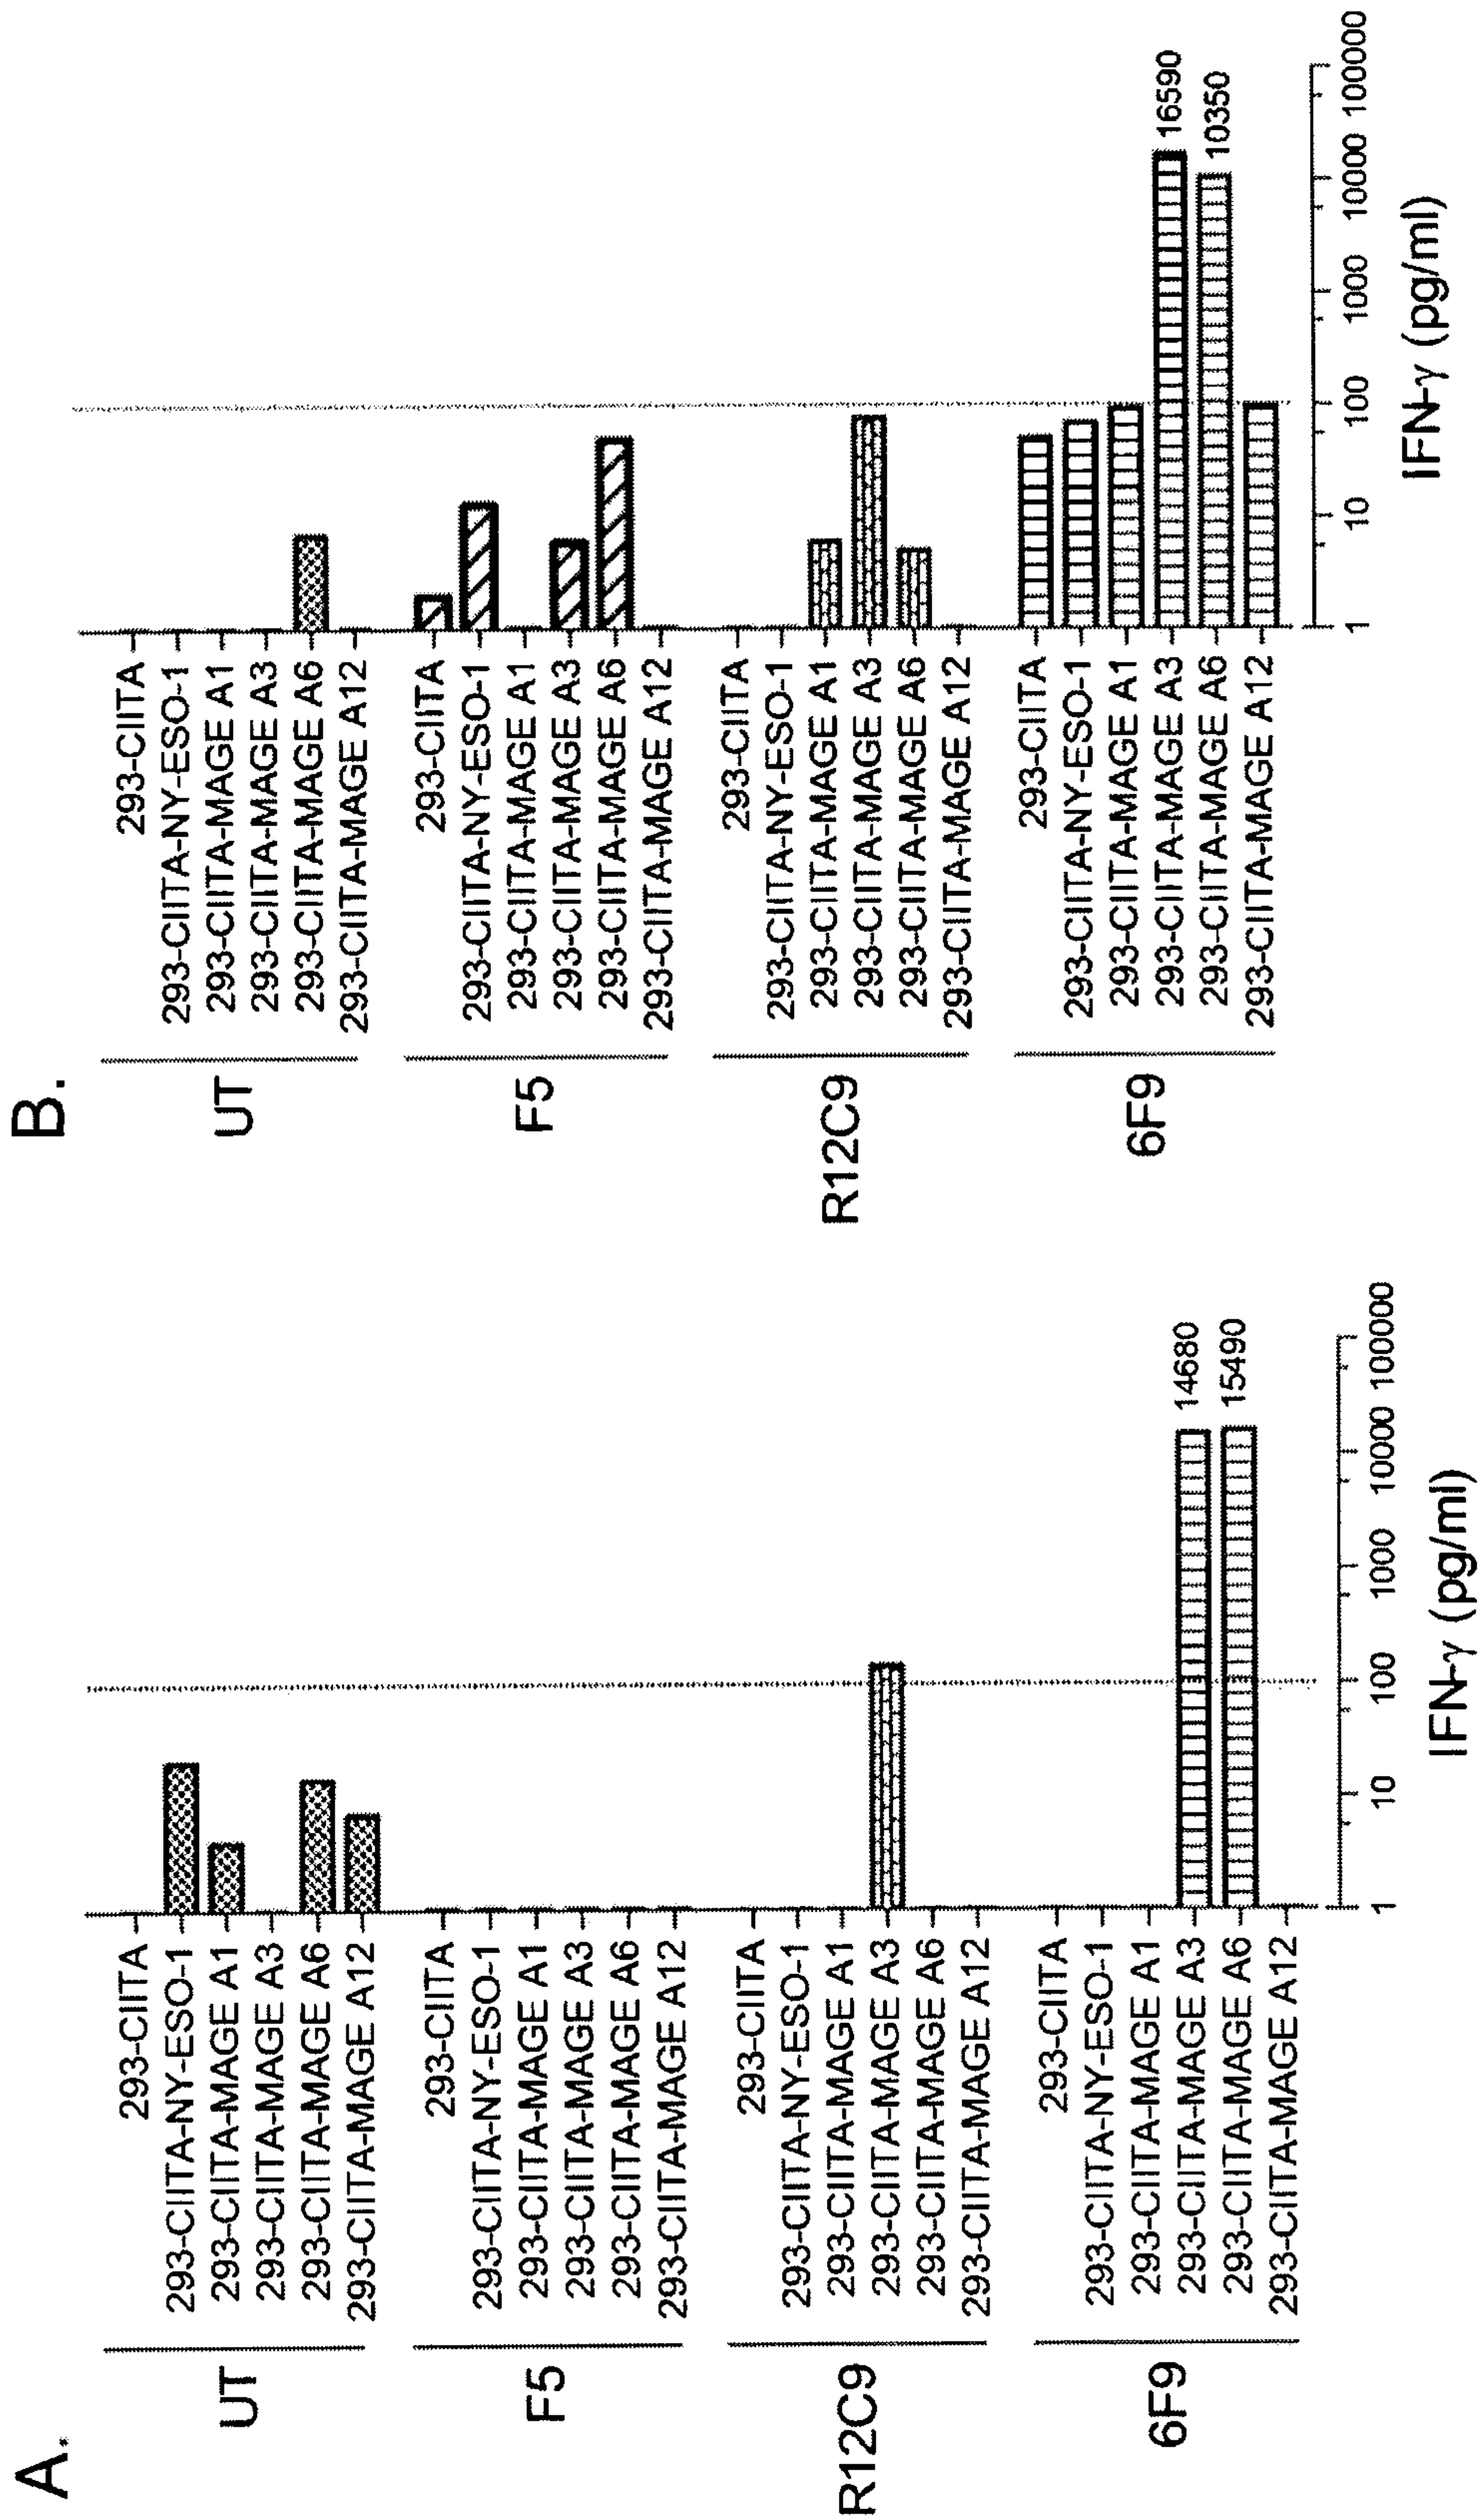 A.
UT
293-CIITA
293-CIITA-NY-ESO-1
293-CIITA-MAGE A1
293-CIITA-MAGE A3
293-CIITA-MAGE A6
293-CIITA-MAGE A12
F5
293-CIITA
293-CIITA-NY-ESO-1
293-CIITA-MAGE A1
293-CIITA-MAGE A3
293-CIITA-MAGE A6
293-CIITA-MAGE A12
R12C9
293-CIITA
293-CIITA-NY-ESO-1
293-CIITA-MAGE A1
293-CIITA-MAGE A3
293-CIITA-MAGE A6
293-CIITA-MAGE A12
6F9
293-CIITA
293-CIITA-NY-ESO-1
293-CIITA-MAGE A1
293-CIITA-MAGE A3
14680
293-CIITA-MAGE A6
15490
293-CIITA-MAGE A12
1 10 100 1000 10000 100000
IFN-γ (pg/ml)
B.
UT
293-CIITA
293-CIITA-NY-ESO-1
293-CIITA-MAGE A1
293-CIITA-MAGE A3
293-CIITA-MAGE A6
293-CIITA-MAGE A12
F5
293-CIITA
293-CIITA-NY-ESO-1
293-CIITA-MAGE A1
293-CIITA-MAGE A3
293-CIITA-MAGE A6
293-CIITA-MAGE A12
R12C9
293-CIITA
293-CIITA-NY-ESO-1
293-CIITA-MAGE A1
293-CIITA-MAGE A3
293-CIITA-MAGE A6
293-CIITA-MAGE A12
6F9
293-CIITA
293-CIITA-NY-ESO-1
293-CIITA-MAGE A1
293-CIITA-MAGE A3
16590
293-CIITA-MAGE A6
10350
293-CIITA-MAGE A12
1 10 100 1000 10000 100000
IFN-γ (pg/ml)